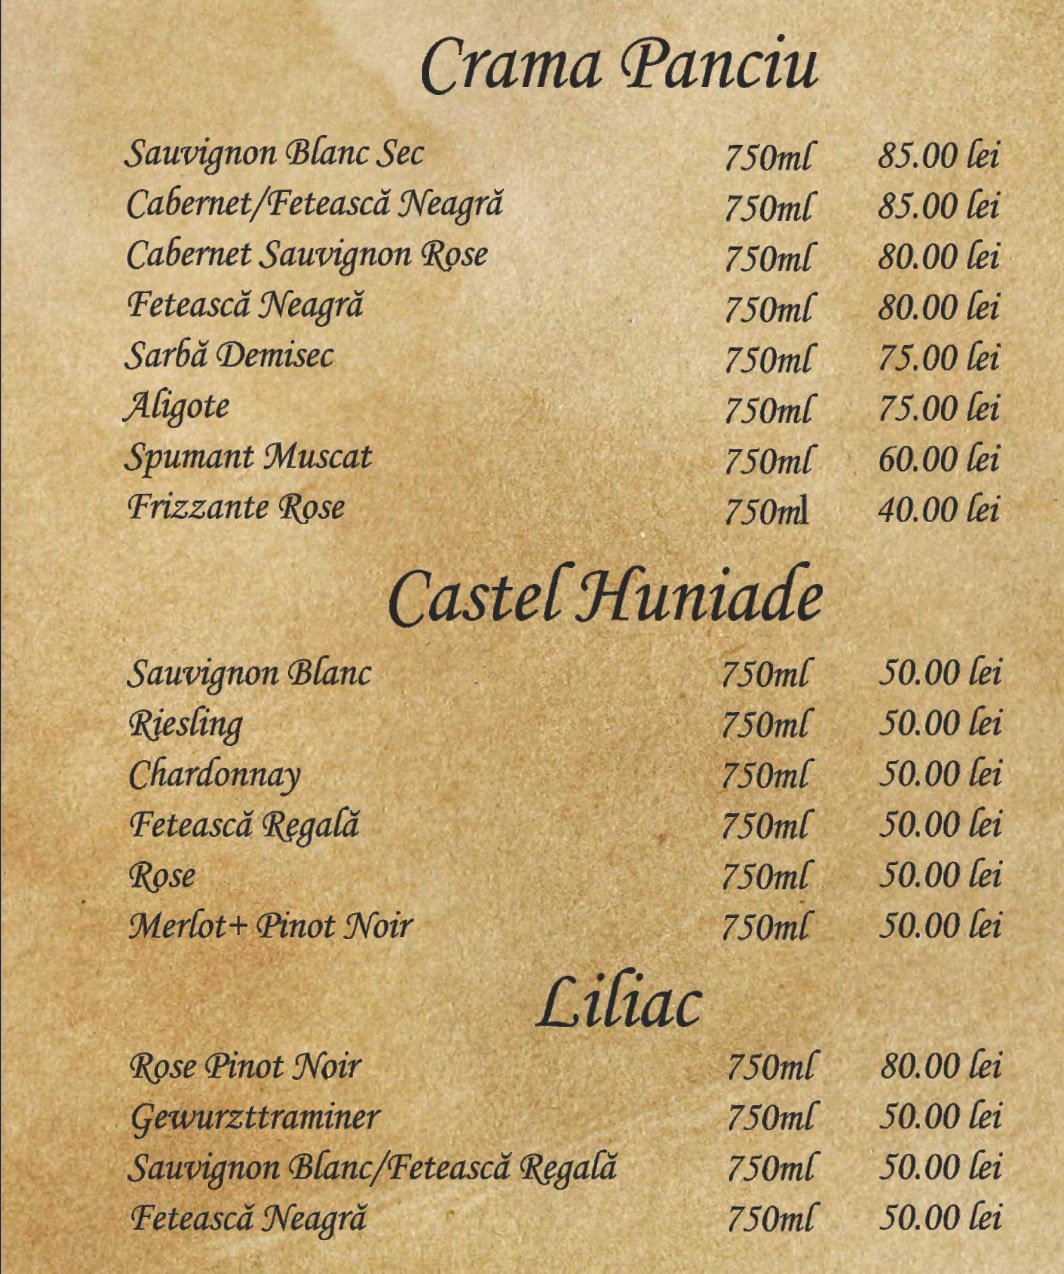 Crama Panciu
Sauvignon Blanc Sec 750ml 85.00 lei
Cabernet/Fetească Neagră 750ml 85.00 lei
Cabernet Sauvignon Rose 750ml 80.00 lei
Fetească Neagră 750ml 80.00 lei
Sarbă Demisec 750ml 75.00 lei
Aligote 750ml 75.00 lei
Spumant Muscat 750ml 60.00 lei
Frizzante Rose 750ml 40.00 lei
Castel Huniade
Sauvignon Blanc 750ml 50.00 lei
Riesling 750ml 50.00 lei
Chardonnay 750ml 50.00 lei
Fetească Regală 750ml 50.00 lei
Rose 750ml 50.00 lei
Merlot+ Pinot Noir 750ml 50.00 lei
Liliac
Rose Pinot Noir 750ml 80.00 lei
Gewurzttraminer 750ml 50.00 lei
Sauvignon Blanc/Fetească Regală 750ml 50.00 lei
Fetească Neagră 750ml 50.00 lei